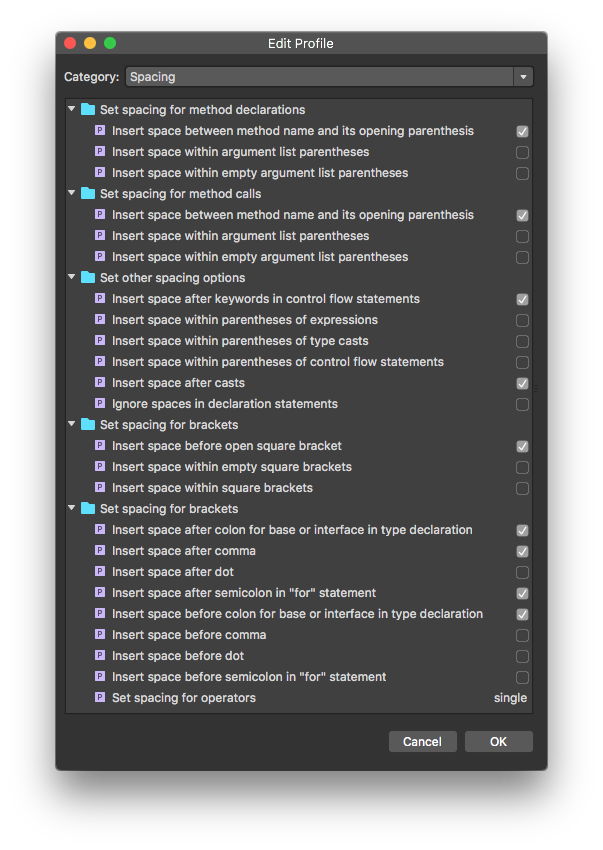 Edit Profile
Category: Spacing
Set spacing for method declarations
P Insert space between method name and its opening parenthesis
P Insert space within argument list parentheses
P Insert space within empty argument list parentheses
Set spacing for method calls
P Insert space between method name and its opening parenthesis
P Insert space within argument list parentheses
P Insert space within empty argument list parentheses
Set other spacing options
P Insert space after keywords in control flow statements
P Insert space within parentheses of expressions
P Insert space within parentheses of type casts
P Insert space within parentheses of control flow statements
P Insert space after casts
P Ignore spaces in declaration statements
Set spacing for brackets
P Insert space before open square bracket
P Insert space within empty square brackets
P Insert space within square brackets
Set spacing for brackets
P Insert space after colon for base or interface in type declaration
P Insert space after comma
P Insert space after dot
P Insert space after semicolon in "for" statement
P Insert space before colon for base or interface in type declaration
P Insert space before comma
P Insert space before dot
P Insert space before semicolon in "for" statement
P Set spacing for operators single
Cancel OK